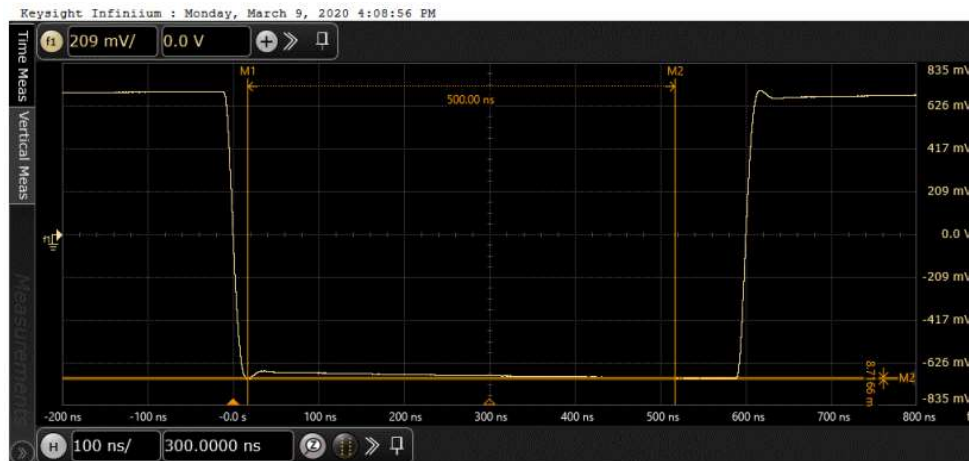 Keysight Infiniium : Monday, March 9, 2020 4:08:56 PM
Time Meas
Vertical Meas
Measurements
f1 209 mV/ 0.0 V
M1
M2
500.00 ns
835 mV
626 mV
417 mV
209 mV
0.0 V
-209 mV
-417 mV
-626 mV
-835 mV
f1
8.7166 m
M2
-200 ns -100 ns -0.0 s 100 ns 200 ns 300 ns 400 ns 500 ns 600 ns 700 ns 800 ns
H 100 ns/ 300.0000 ns